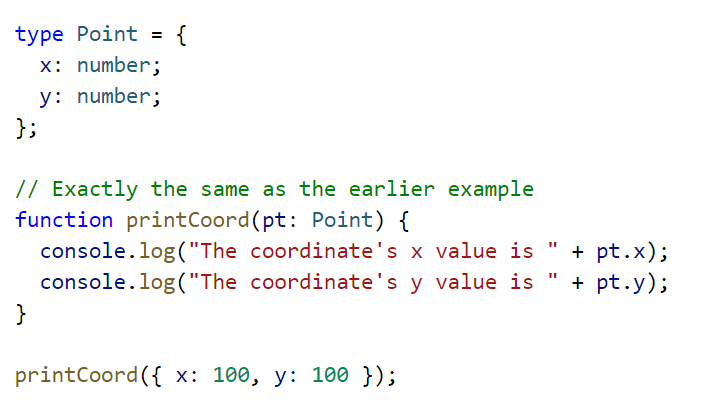 type Point = {
  x: number;
  y: number;
};

// Exactly the same as the earlier example
function printCoord(pt: Point) {
  console.log("The coordinate's x value is " + pt.x);
  console.log("The coordinate's y value is " + pt.y);
}

printCoord({ x: 100, y: 100 });